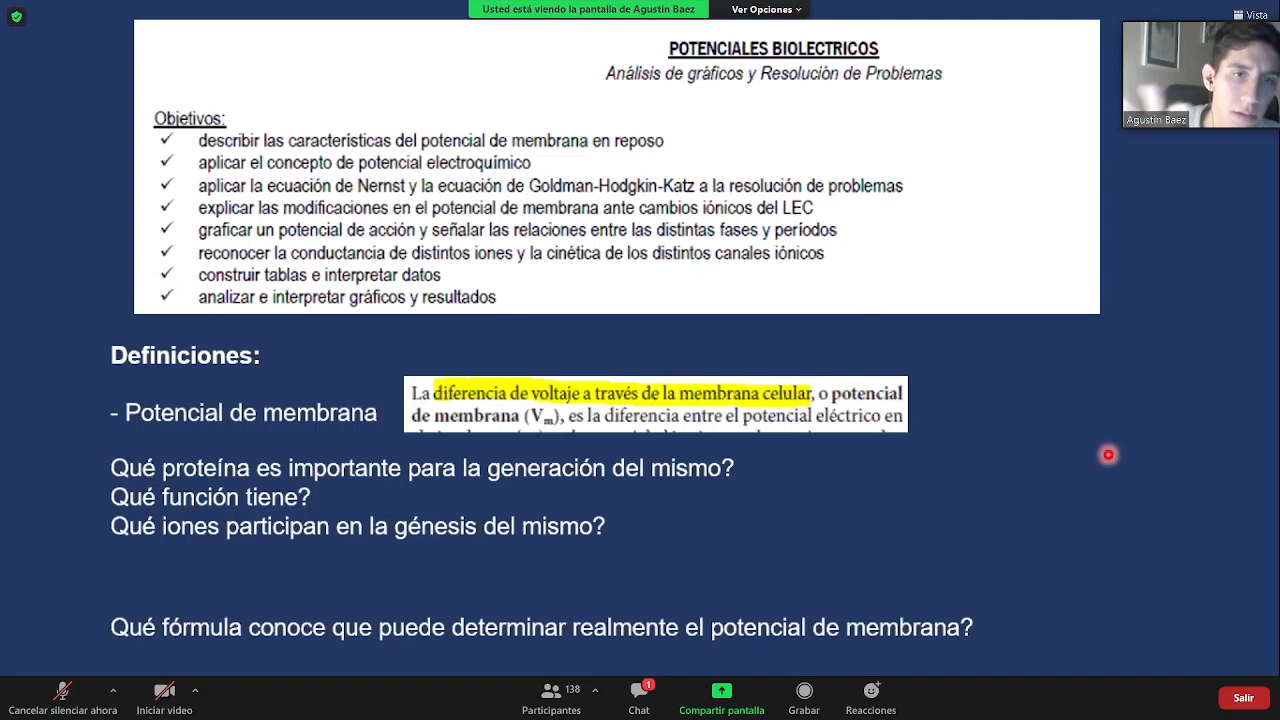 Usted está viendo la pantalla de Agustin Baez
Ver Opciones
Vista
POTENCIALES BIOLECTRICOS
Análisis de gráficos y Resolución de Problemas
Objetivos:
✓ describir las características del potencial de membrana en reposo
✓ aplicar el concepto de potencial electroquímico
✓ aplicar la ecuación de Nernst y la ecuación de Goldman-Hodgkin-Katz a la resolución de problemas
✓ explicar las modificaciones en el potencial de membrana ante cambios iónicos del LEC
✓ graficar un potencial de acción y señalar las relaciones entre las distintas fases y períodos
✓ reconocer la conductancia de distintos iones y la cinética de los distintos canales iónicos
✓ construir tablas e interpretar datos
✓ analizar e interpretar gráficos y resultados
Agustin Baez
Definiciones:
- Potencial de membrana
La diferencia de voltaje a través de la membrana celular, o potencial
de membrana (Vm), es la diferencia entre el potencial eléctrico en
Qué proteína es importante para la generación del mismo?
Qué función tiene?
Qué iones participan en la génesis del mismo?
Qué fórmula conoce que puede determinar realmente el potencial de membrana?
Cancelar silenciar ahora
Iniciar video
138
Participantes
1
Chat
Compartir pantalla
Grabar
Reacciones
Salir